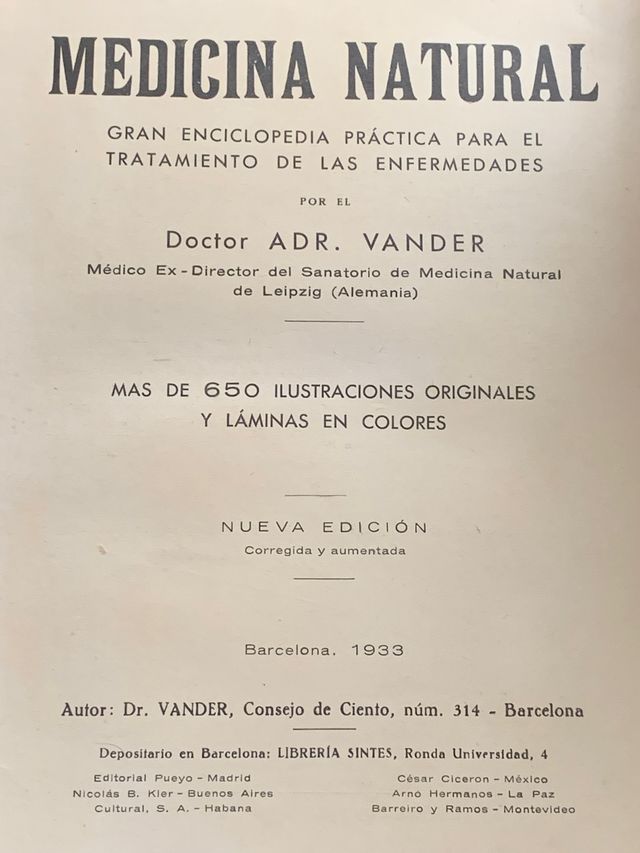 MEDICINA NATURAL
GRAN ENCICLOPEDIA PRÁCTICA PARA EL
TRATAMIENTO DE LAS ENFERMEDADES
POR EL
Doctor ADR. VANDER
Médico Ex-Director del Sanatorio de Medicina Natural
de Leipzig (Alemania)
MAS DE 650 ILUSTRACIONES ORIGINALES
Y LÁMINAS EN COLORES
NUEVA EDICIÓN
Corregida y aumentada
Barcelona, 1933
Autor: Dr. VANDER, Consejo de Ciento, núm. 314 - Barcelona
Depositario en Barcelona: LIBRERÍA SINTES, Ronda Universidad, 4
Editorial Pueyo - Madrid
Nicolás B. Kier - Buenos Aires
Cultural, S. A. - Habana
César Ciceron - México
Arnó Hermanos - La Paz
Barreiro y Ramos - Montevideo